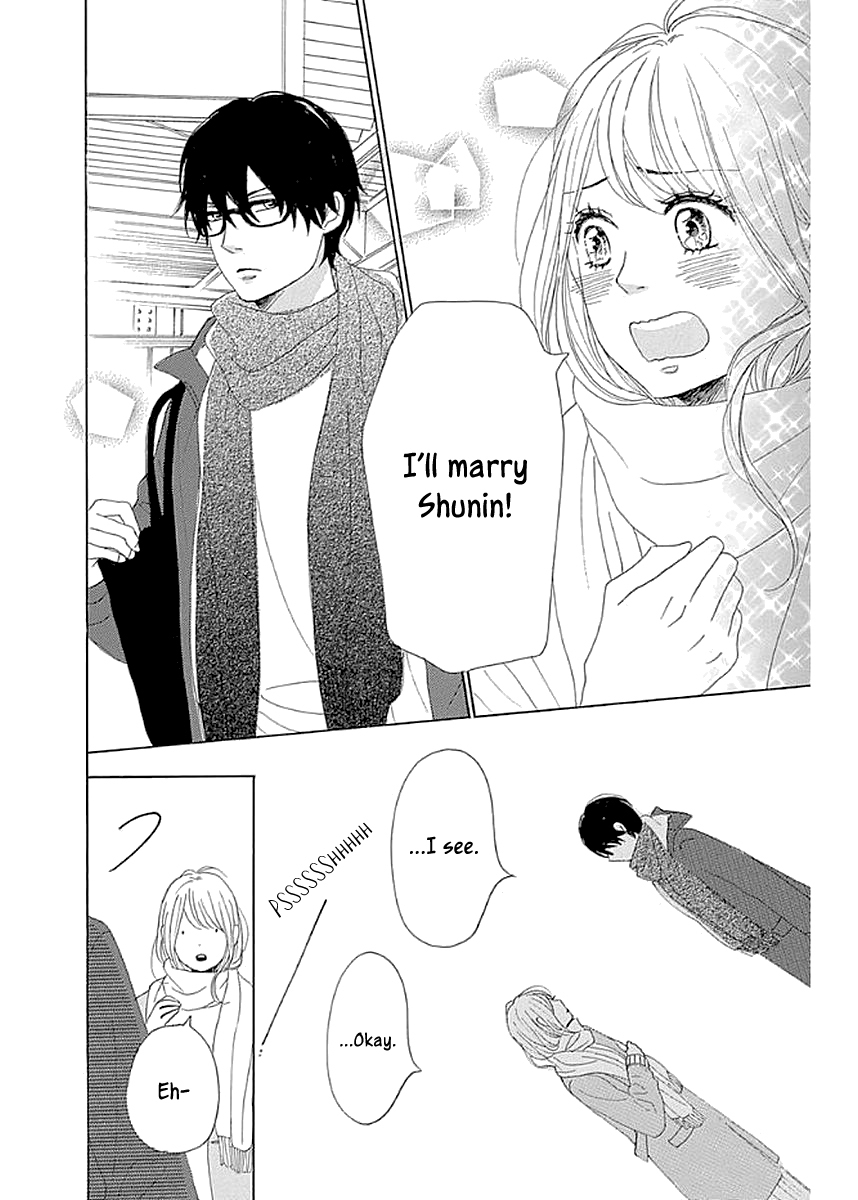 I'll marry
Shunin!
...I see.
PSSSSSSHHHHH
...Okay.
Eh-